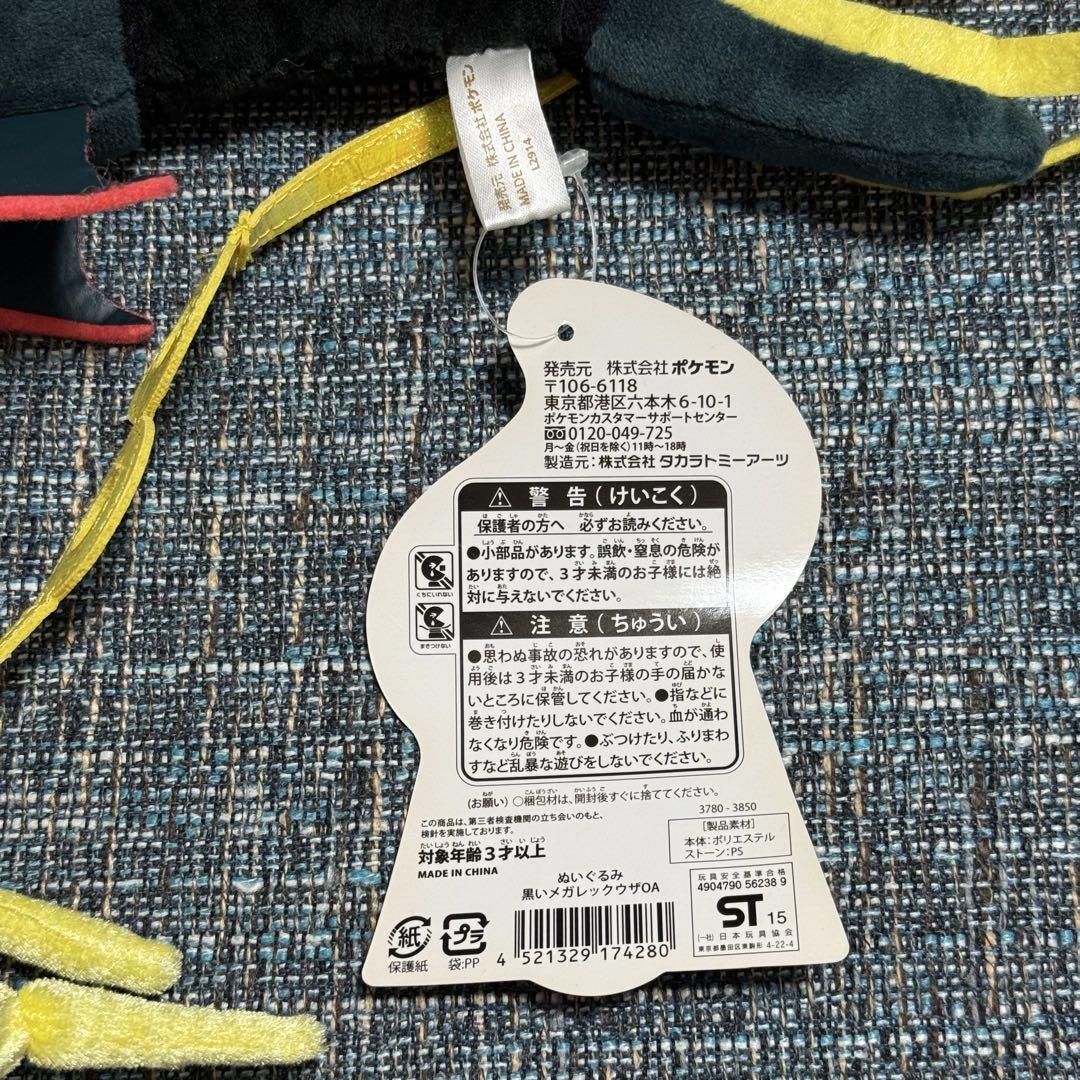 発売元 株式会社 ポケモン
MADE IN CHINA
L2914
発売元 株式会社 ポケモン
〒106-6118
東京都港区六本木6-10-1
ポケモンカスタマーサポートセンター
0120-049-725
月～金(祝日を除く)11時～18時
製造元:株式会社 タカラトミーアーツ
⚠ 警告(けいこく)
保護者の方へ 必ずお読みください。
●小部品があります。誤飲・窒息の危険が
ありますので、3才未満のお子様には絶
対に与えないでください。
くちにいれない
まきつけない
⚠ 注意(ちゅうい)
●思わぬ事故の恐れがありますので、使
用後は3才未満のお子様の手の届かな
いところに保管してください。●指などに
巻き付けたりしないでください。血が通わ
なくなり危険です。●ぶつけたり、ふりまわ
すなど乱暴な遊びをしないでください。
(お願い) ○梱包材は、開封後すぐに捨ててください。
この商品は、第三者検査機関の立ち会いのもと、
検針を実施しております。
対象年齢3才以上
MADE IN CHINA
3780 - 3850
[製品素材]
本体:ポリエステル
ストーン:PS
ぬいぐるみ
黒いメガレックウザOA
玩具安全基準合格
4904790 56238 9
ST 15
(一社)日本玩具協会
東京都墨田区東駒形 4-22-4
紙
保護紙
プラ
袋:PP
4 521329 174280